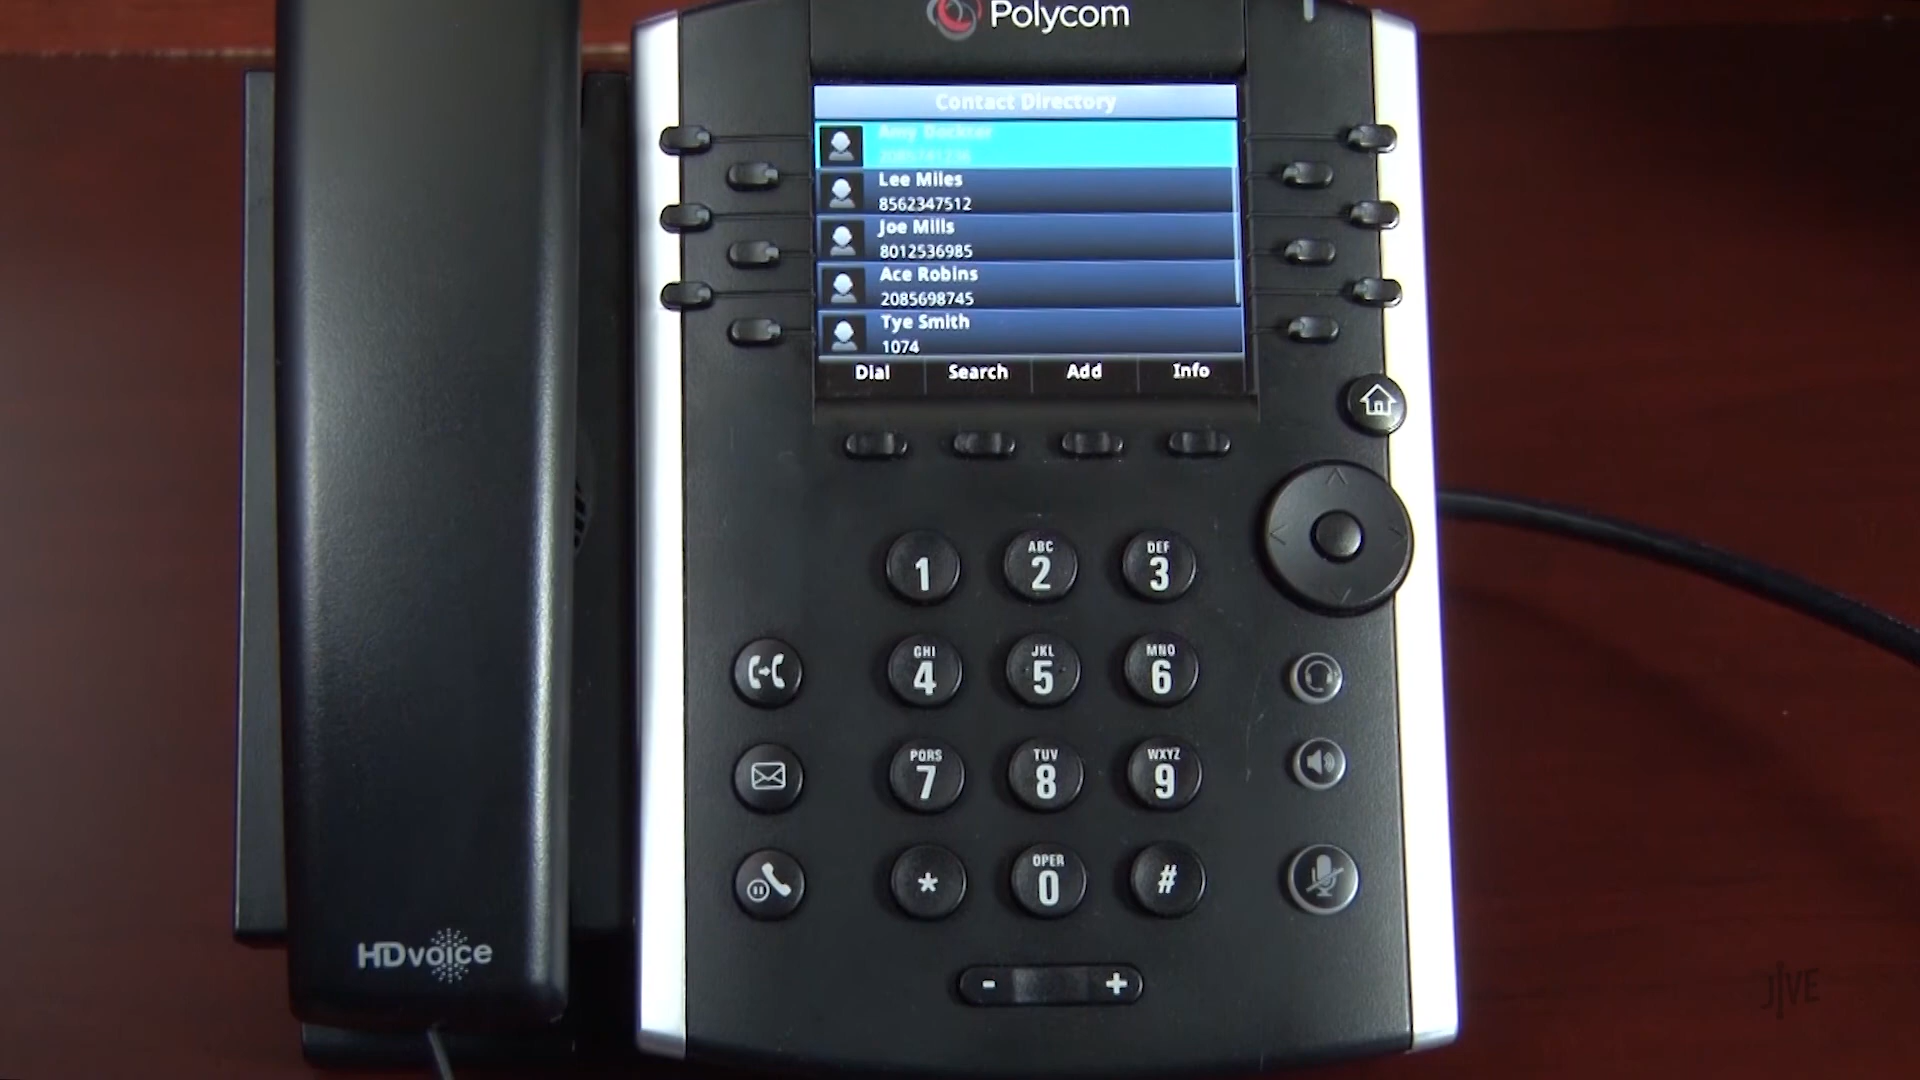 Polycom
Contact Directory
Amy
Lee Miles
8562347512
Joe Mills
8012536985
Ace Robins
2085698745
Tye Smith
1074
Dial Search Add Info
1 ABC 2 DEF 3
GHI 4 JKL 5 MNO 6
PQRS 7 TUV 8 WXYZ 9
* OPER 0 #
- +
HDvoice
JIVE